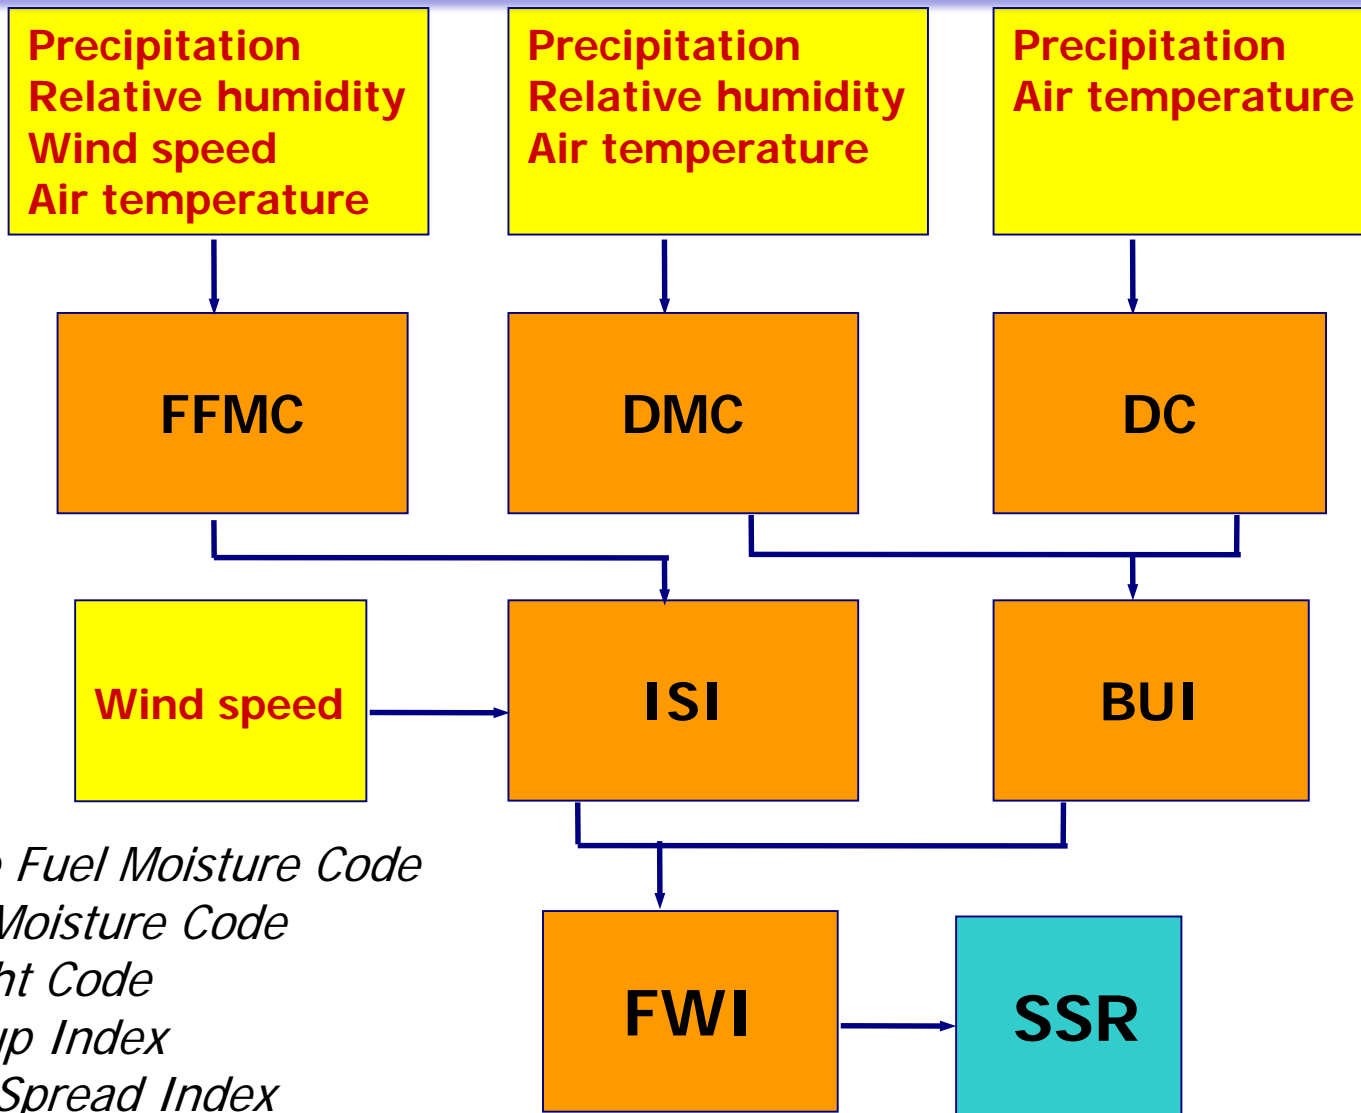 Precipitation
Relative humidity
Wind speed
Air temperature
Precipitation
Relative humidity
Air temperature
Precipitation
Air temperature
FFMC
DMC
DC
Wind speed
ISI
BUI
Fuel Moisture Code
Moisture Code
Code
Index
Spread Index
FWI
SSR